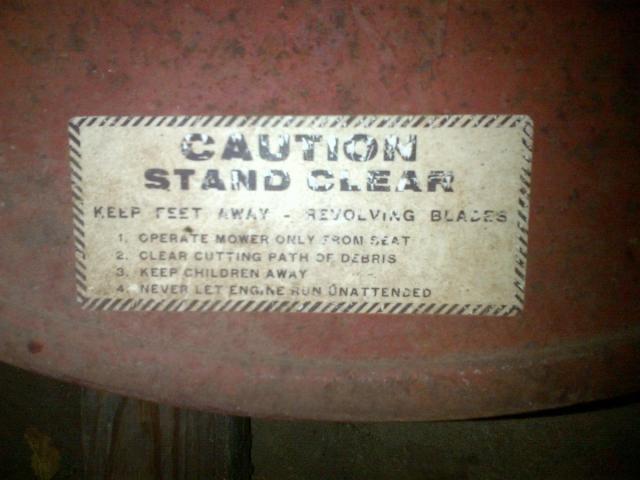 CAUTION
STAND CLEAR
KEEP FEET AWAY - REVOLVING BLADES
1. OPERATE MOWER ONLY FROM SEAT
2. CLEAR CUTTING PATH OF DEBRIS
3. KEEP CHILDREN AWAY
4. NEVER LET ENGINE RUN UNATTENDED